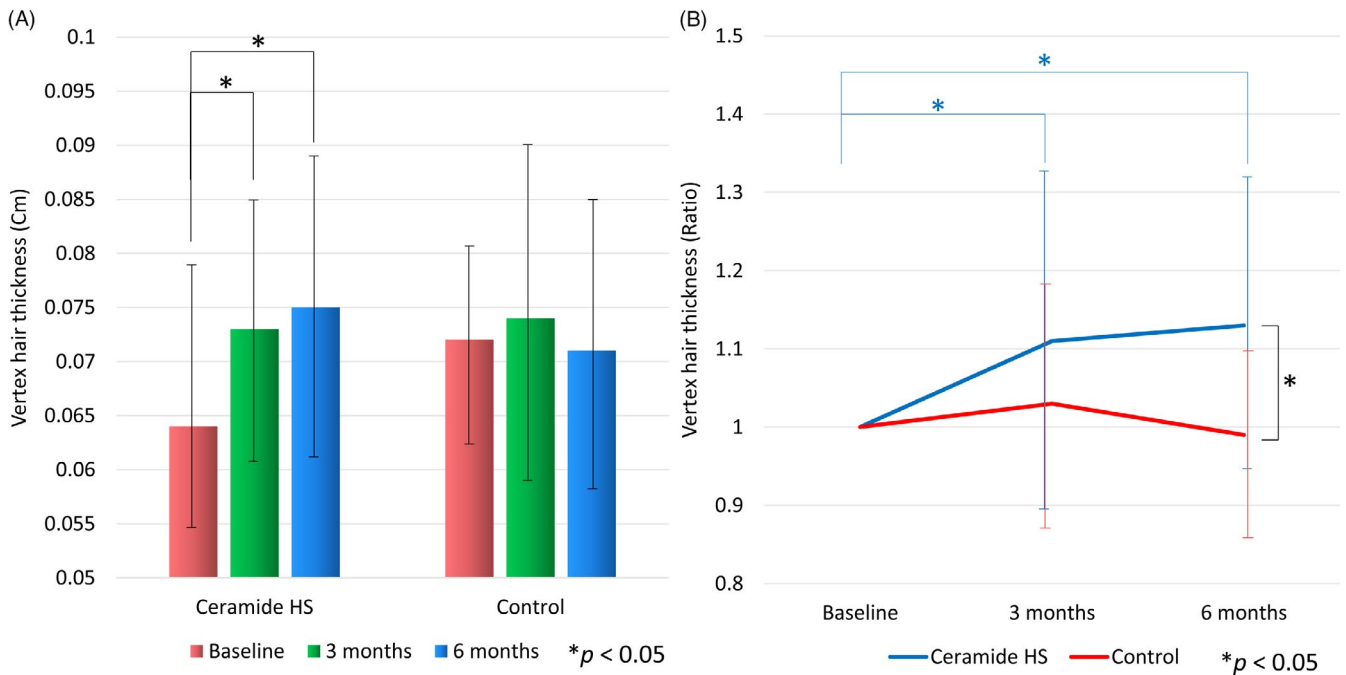 (A)
Vertex hair thickness (Cm)
0.1
0.095
0.09
0.085
0.08
0.075
0.07
0.065
0.06
0.055
0.05
*
*
Ceramide HS
Control
Baseline
3 months
6 months
*p < 0.05
(B)
Vertex hair thickness (Ratio)
1.5
1.4
1.3
1.2
1.1
1
0.9
0.8
*
*
*
Baseline
3 months
6 months
Ceramide HS
Control
*p < 0.05